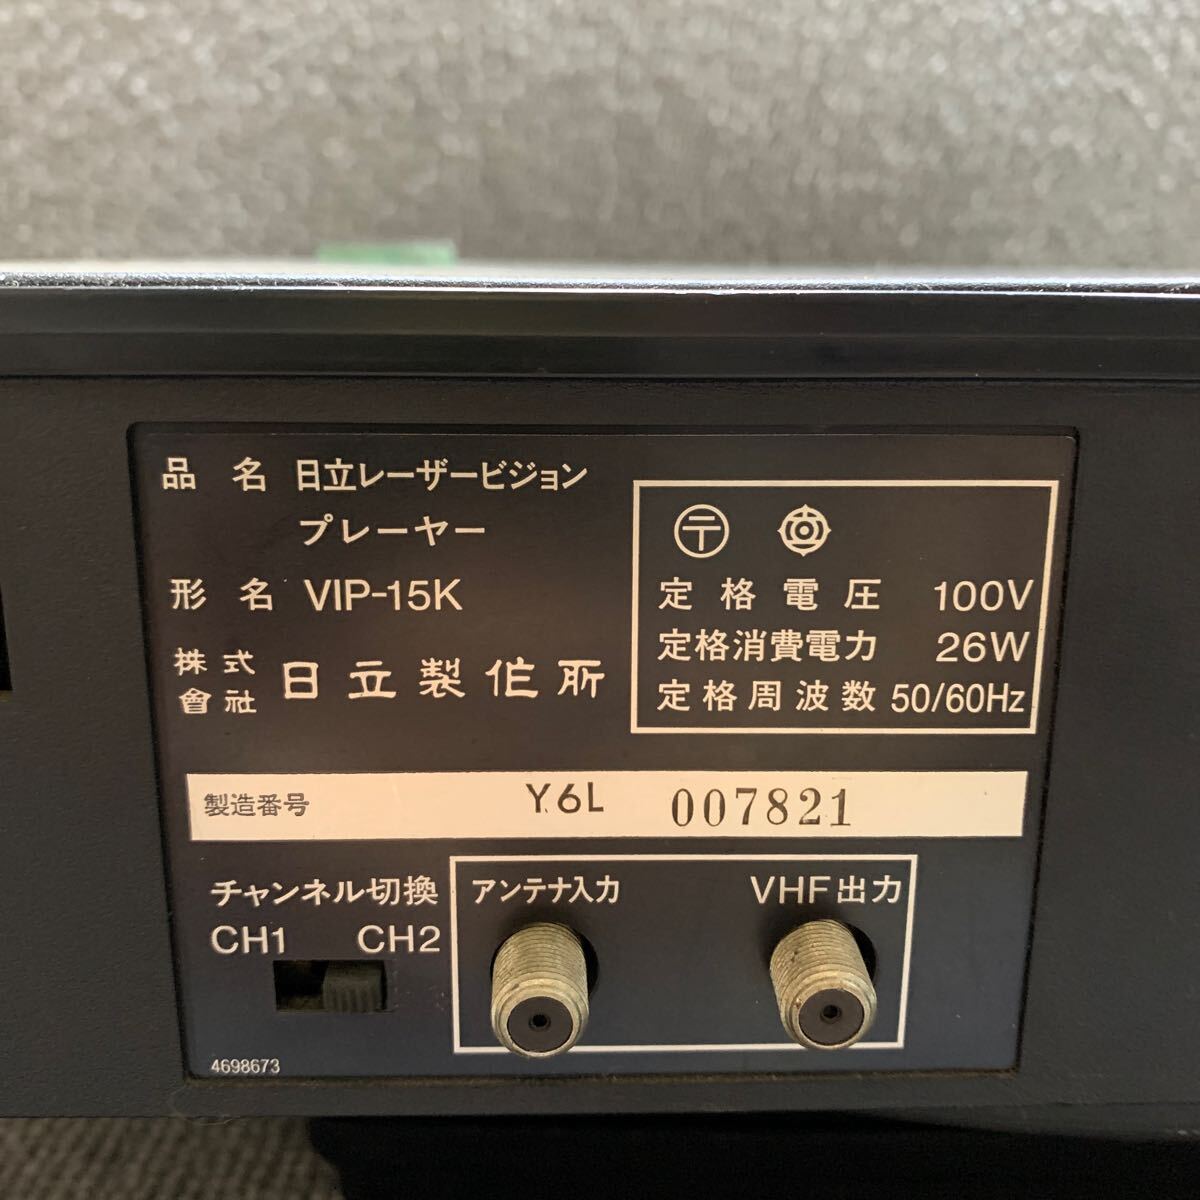 品名 日立レーザービジョン
プレーヤー
形名 VIP-15K
株式
會社 日立製作所
〒
定格電圧 100V
定格消費電力 26W
定格周波数 50/60Hz
製造番号 Y6L 007821
チャンネル切換
CH1 CH2
アンテナ入力 VHF出力
4698673